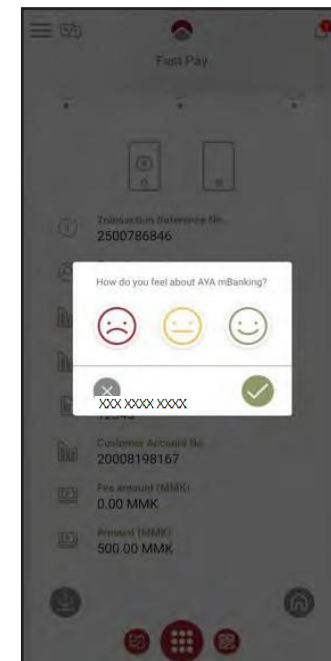 Fast Pay
Transaction Reference No.
2500786846
How do you feel about AYA mBanking?
XXX XXXX XXXX
12345
Customer Account No.
20008198167
Fee amount (MMK)
0.00 MMK
Amount (MMK)
500.00 MMK